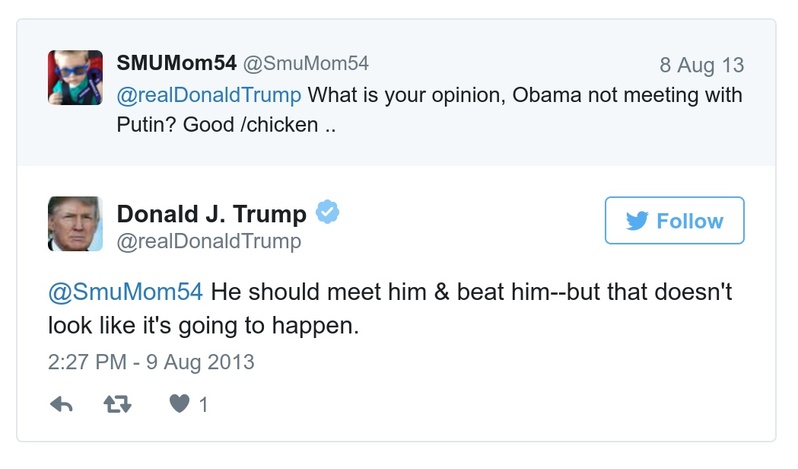 SMUMom54 @SmuMom54 8 Aug 13
@realDonaldTrump What is your opinion, Obama not meeting with
Putin? Good /chicken ..
Donald J. Trump
@realDonaldTrump
Follow
@SmuMom54 He should meet him & beat him--but that doesn't
look like it's going to happen.
2:27 PM - 9 Aug 2013
1